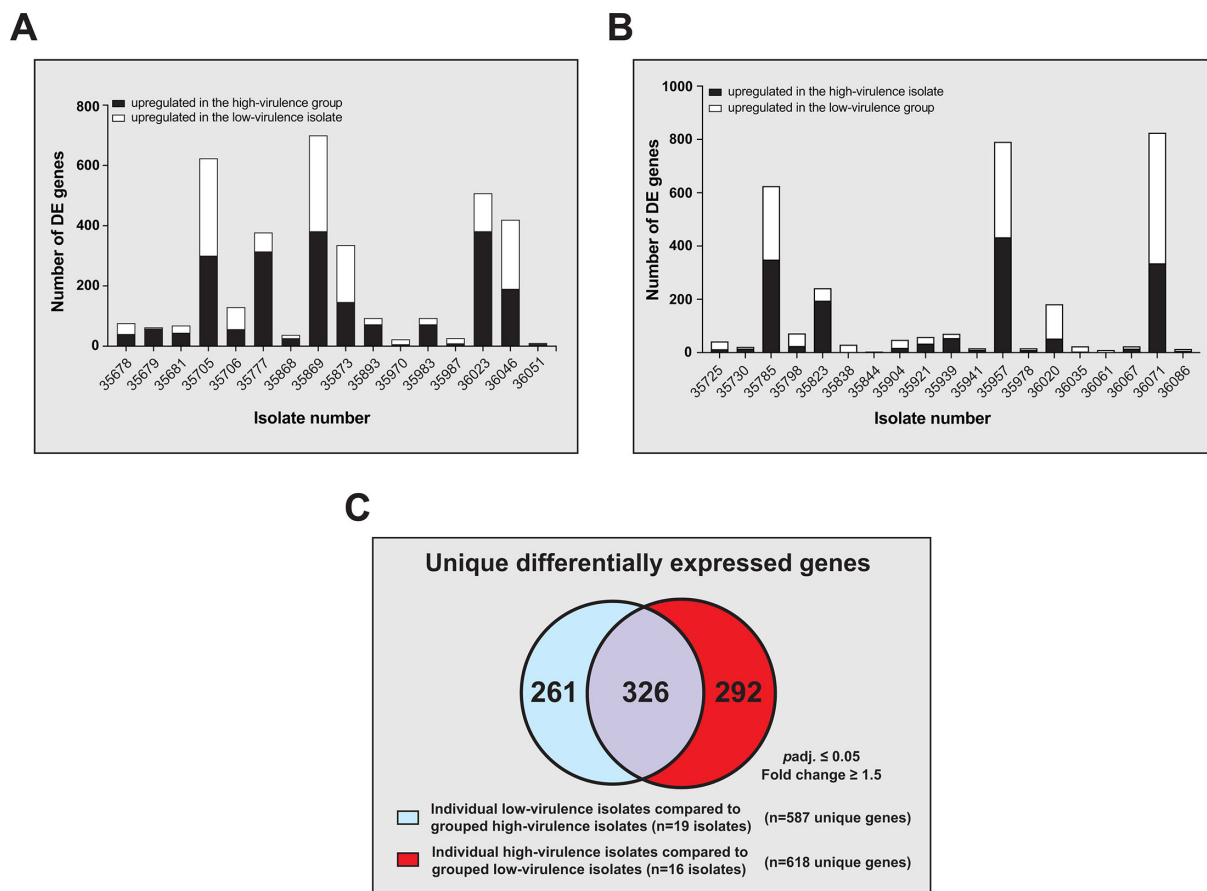 A
800
600
400
200
0
Number of DE genes
upregulated in the high-virulence group
upregulated in the low-virulence isolate
35678
35679
35681
35705
35706
35777
35868
35869
35873
35893
35970
35983
35987
36023
36046
36051
Isolate number
B
1000
800
600
400
200
0
Number of DE genes
upregulated in the high-virulence isolate
upregulated in the low-virulence group
35725
35730
35785
35798
35823
35838
35844
35904
35921
35939
35941
35957
35978
36020
36035
36061
36067
36071
36086
Isolate number
C
Unique differentially expressed genes
261
326
292
padj. ≤ 0.05
Fold change ≥ 1.5
Individual low-virulence isolates compared to
grouped high-virulence isolates (n=19 isolates)
(n=587 unique genes)
Individual high-virulence isolates compared to
grouped low-virulence isolates (n=16 isolates)
(n=618 unique genes)